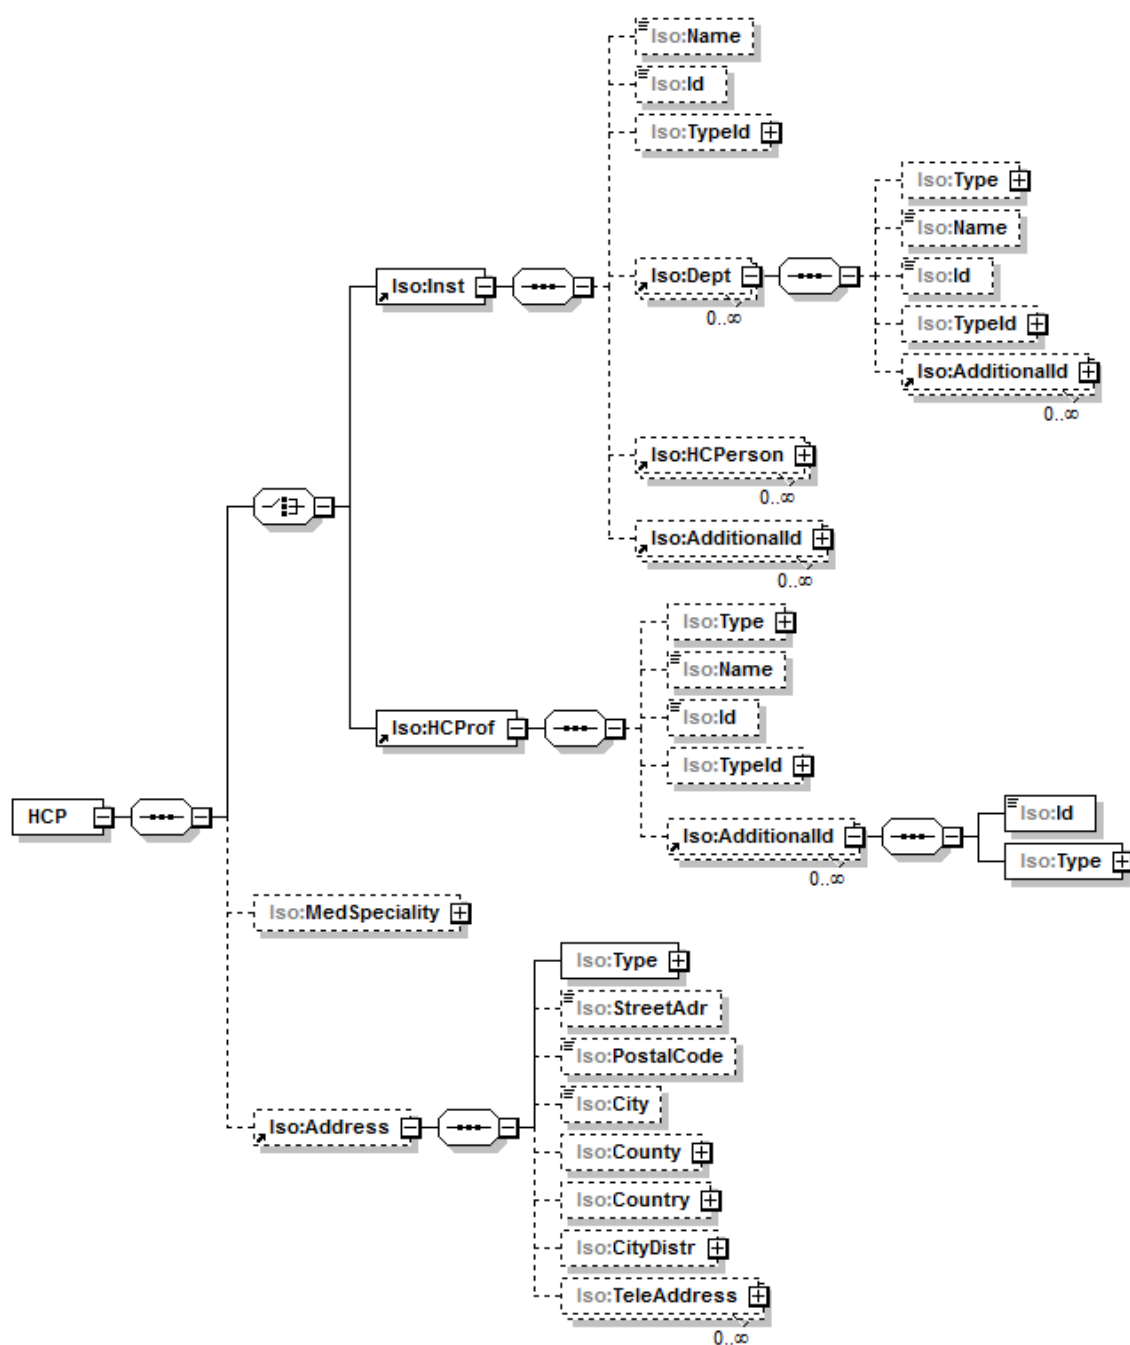 Iso:Name
Iso:Id
Iso:TypeId
Iso:Type
Iso:Name
Iso:Dept
Iso:Id
Iso:Inst
0..∞
Iso:TypeId
Iso:AdditionalId
0..∞
Iso:HCPerson
0..∞
Iso:AdditionalId
0..∞
Iso:Type
Iso:Name
Iso:Id
Iso:HCProf
Iso:TypeId
HCP
Iso:Id
Iso:AdditionalId
0..∞
Iso:Type
Iso:MedSpeciality
Iso:Type
Iso:StreetAdr
Iso:PostalCode
Iso:City
Iso:Address
Iso:County
Iso:Country
Iso:CityDistr
Iso:TeleAddress
0..∞